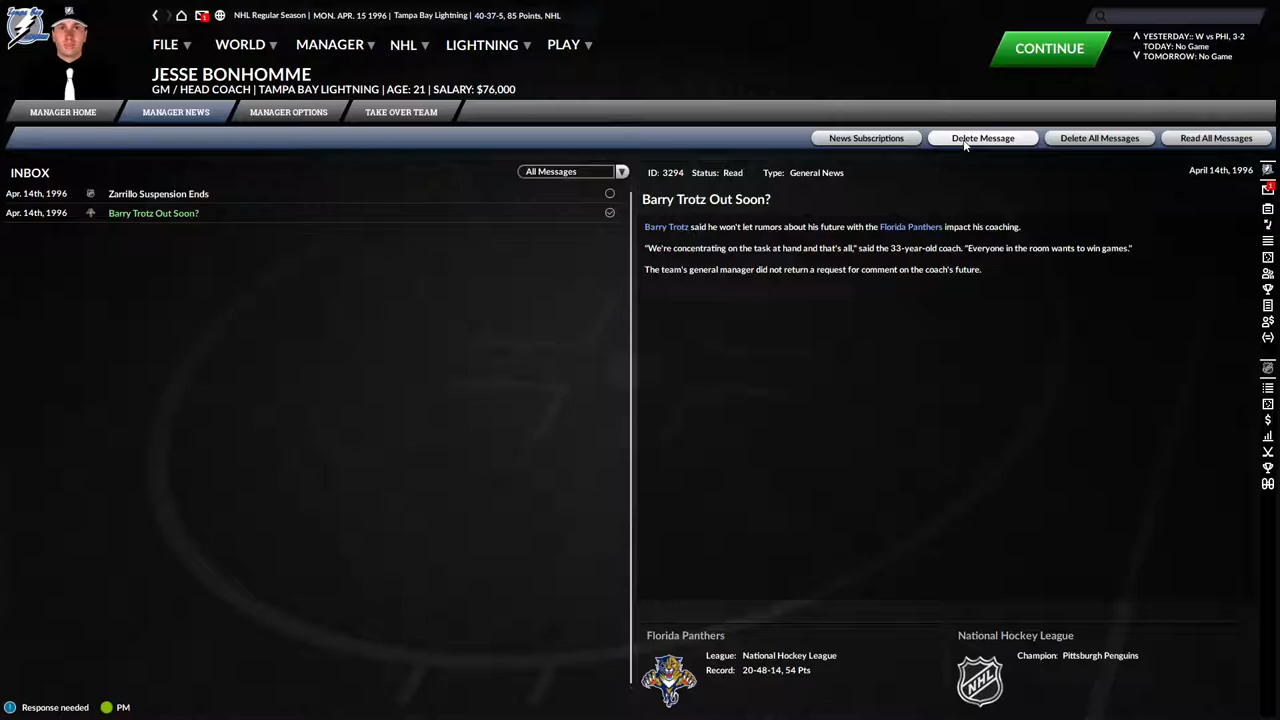 NHL Regular Season | MON. APR. 15 1996 | Tampa Bay Lightning | 40-37-5, 85 Points, NHL
FILE WORLD MANAGER NHL LIGHTNING PLAY
CONTINUE
YESTERDAY:: W vs PHI, 3-2
TODAY: No Game
TOMORROW: No Game
JESSE BONHOMME
GM / HEAD COACH | TAMPA BAY LIGHTNING | AGE: 21 | SALARY: $76,000
MANAGER HOME MANAGER NEWS MANAGER OPTIONS TAKE OVER TEAM
News Subscriptions Delete Message Delete All Messages Read All Messages
INBOX All Messages
Apr. 14th, 1996 Zarrillo Suspension Ends
Apr. 14th, 1996 Barry Trotz Out Soon?
ID: 3294 Status: Read Type: General News April 14th, 1996
Barry Trotz Out Soon?
Barry Trotz said he won't let rumors about his future with the Florida Panthers impact his coaching.
"We're concentrating on the task at hand and that's all," said the 33-year-old coach. "Everyone in the room wants to win games."
The team's general manager did not return a request for comment on the coach's future.
Florida Panthers
League: National Hockey League
Record: 20-48-14, 54 Pts
National Hockey League
Champion: Pittsburgh Penguins
NHL
Response needed PM